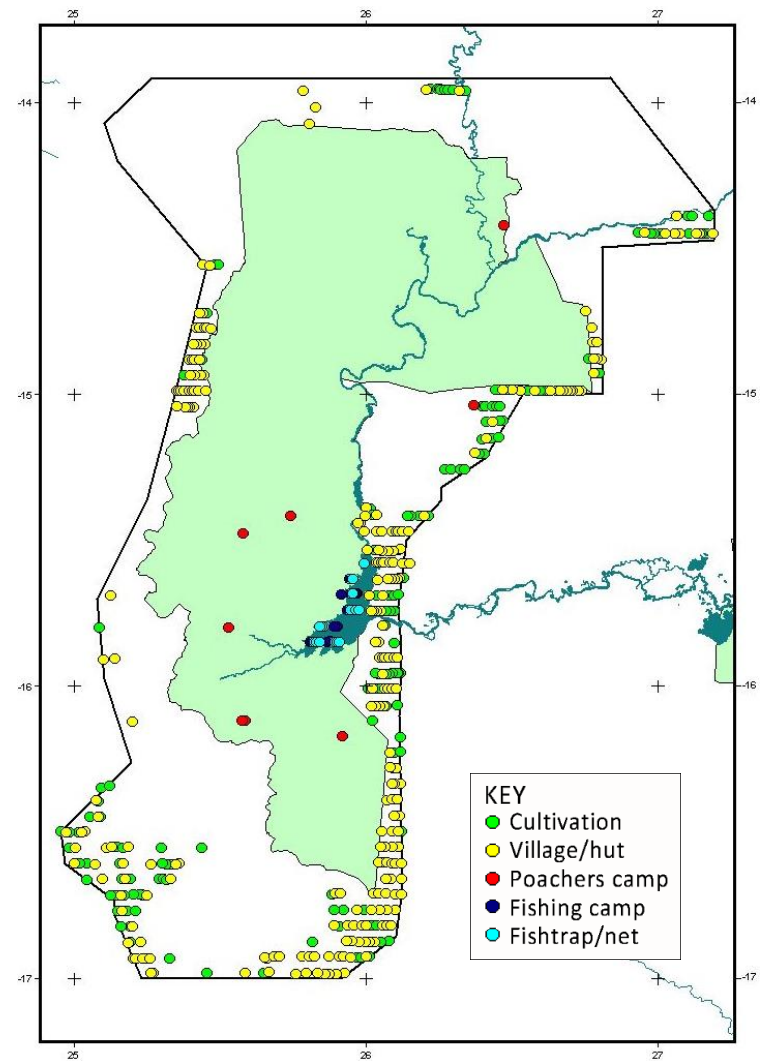 25 26 27
-14 -14
-15 -15
-16 -16
KEY
Cultivation
Village/hut
Poachers camp
Fishing camp
Fishtrap/net
-17 -17
25 26 27